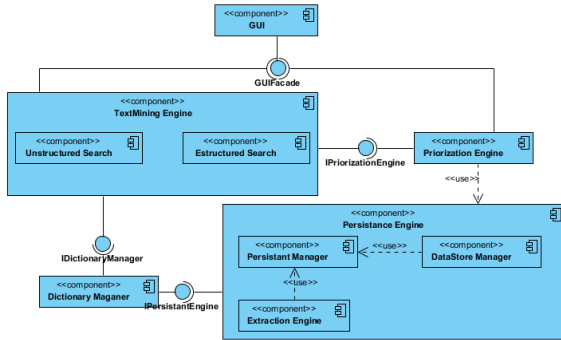 <<component>>
GUI
GUIFacade
<<component>>
TextMining Engine
<<component>>
Unstructured Search
<<component>>
Estructured Search
IPriorizationEngine
<<component>>
Priorization Engine
<<use>>
<<component>>
Persistance Engine
<<component>>
Persistant Manager
<<use>>
<<component>>
DataStore Manager
<<use>>
<<component>>
Extraction Engine
IDictionaryManager
<<component>>
Dictionary Maganer
IPersistantEngine